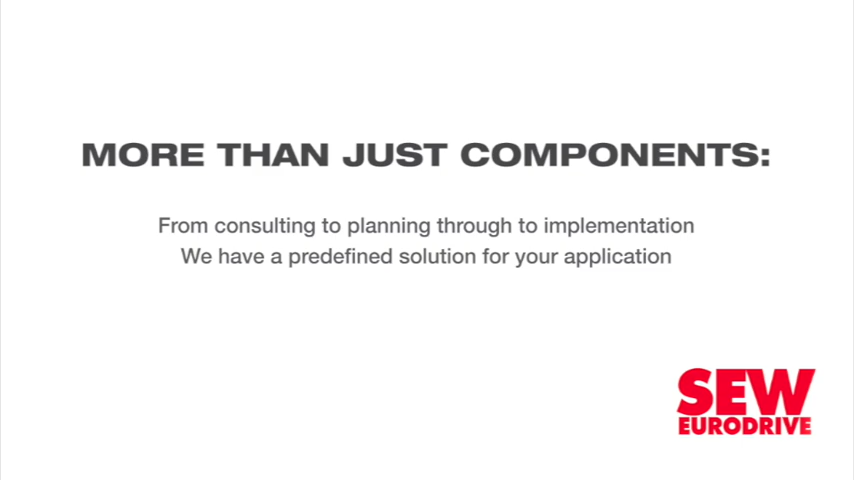 MORE THAN JUST COMPONENTS:
From consulting to planning through to implementation
We have a predefined solution for your application
SEW
EURODRIVE